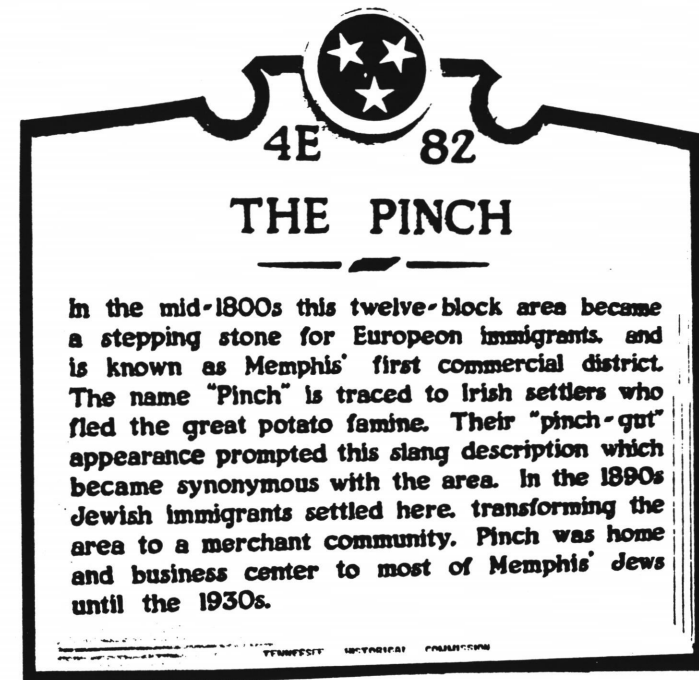 4E 82
THE PINCH
In the mid-1800s this twelve-block area became
a stepping stone for Europeon immigrants, and
is known as Memphis' first commercial district.
The name "Pinch" is traced to Irish settlers who
fled the great potato famine. Their "pinch-gut"
appearance prompted this slang description which
became synonymous with the area. In the 1890s
Jewish immigrants settled here, transforming the
area to a merchant community. Pinch was home
and business center to most of Memphis' Jews
until the 1930s.
TENNESSEE HISTORICAL COMMISSION